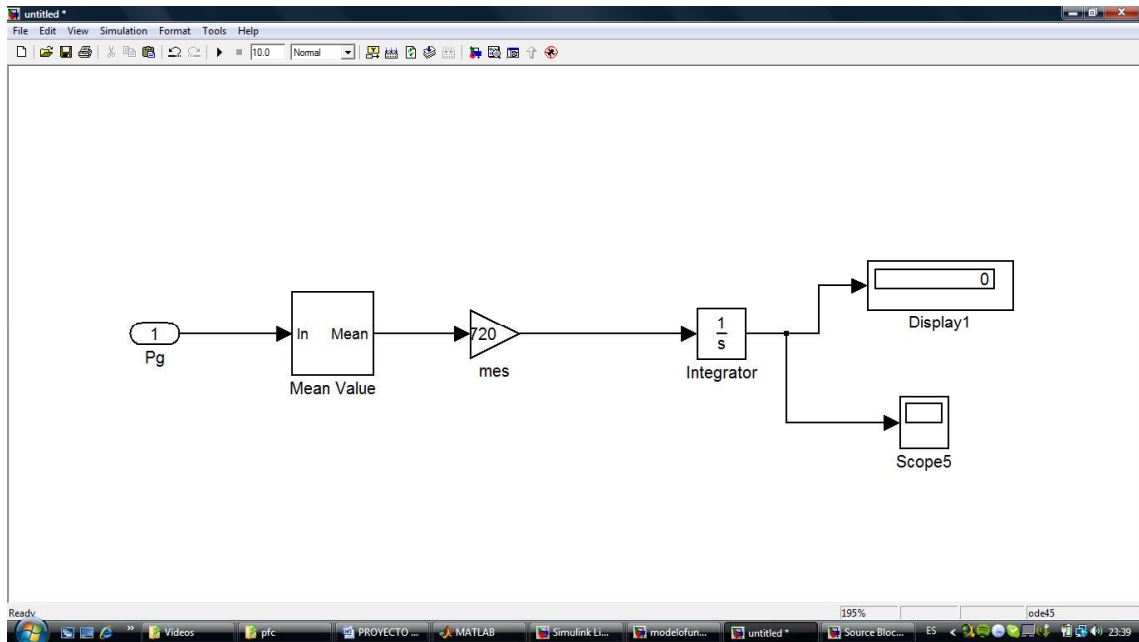 untitled *
File Edit View Simulation Format Tools Help
10.0 Normal
1
Pg
In Mean
Mean Value
720
mes
1
s
Integrator
0
Display1
Scope5
Ready 195% ode45
Videos pfc PROYECTO ... MATLAB Simulink Li... modelofun... untitled * Source Bloc... ES 23:39